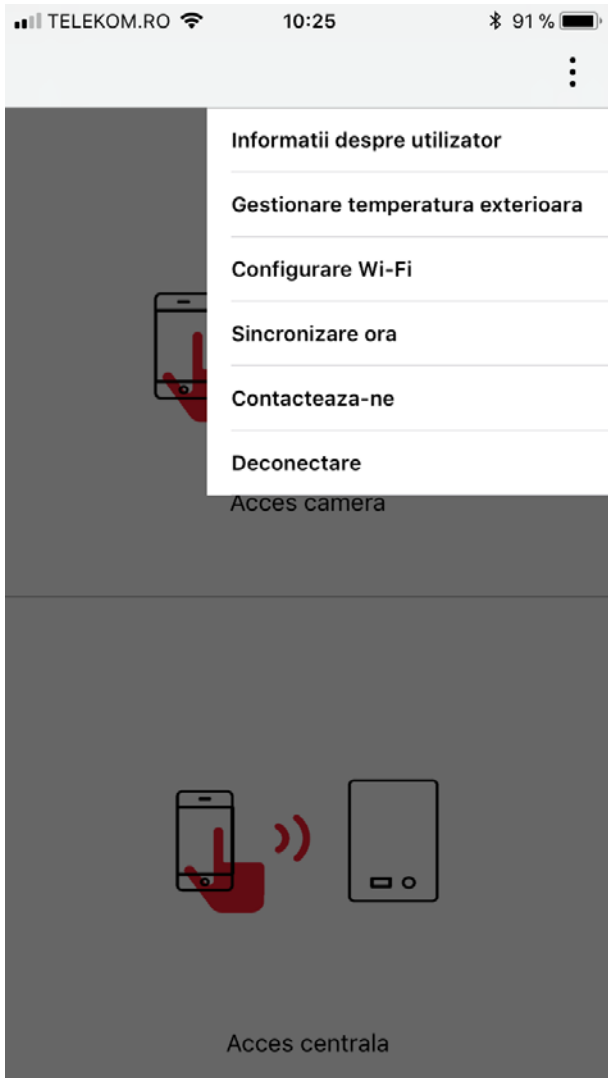 TELEKOM.RO 10:25 91 %
Informatii despre utilizator
Gestionare temperatura exterioara
Configurare Wi-Fi
Sincronizare ora
Contacteaza-ne
Deconectare
Acces camera
Acces centrala